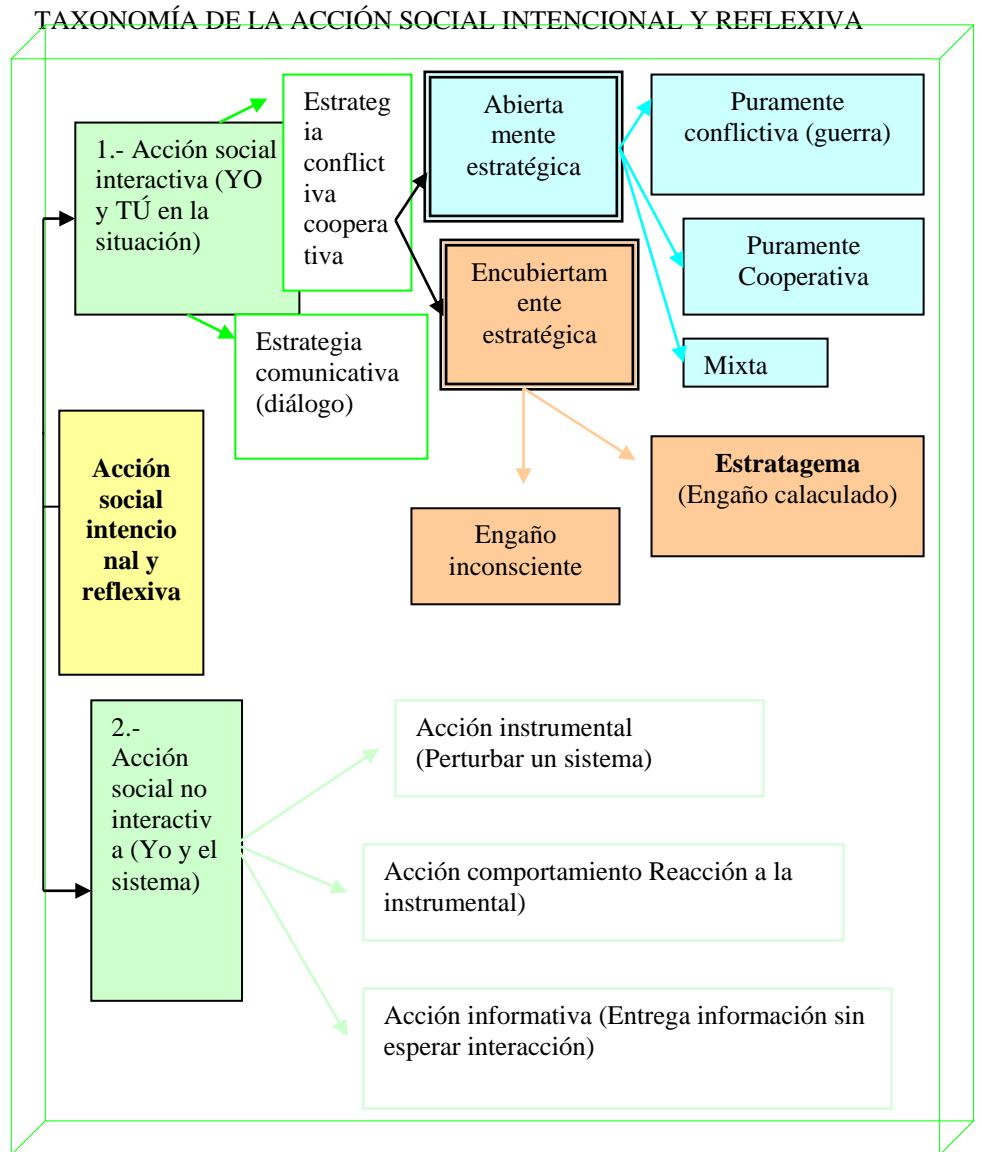 TAXONOMÍA DE LA ACCIÓN SOCIAL INTENCIONAL Y REFLEXIVA
1.- Acción social
interactiva (YO
y TÚ en la
situación)
Estrateg
ia
conflict
iva
coopera
tiva
Abierta
mente
estratégica
Puramente
conflictiva (guerra)
Puramente
Cooperativa
Mixta
Encubiertam
ente
estratégica
Estrategia
comunicativa
(diálogo)
Estratagema
(Engaño calaculado)
Engaño
inconsciente
Acción
social
intencio
nal y
reflexiva
2.-
Acción
social no
interactiv
a (Yo y el
sistema)
Acción instrumental
(Perturbar un sistema)
Acción comportamiento Reacción a la
instrumental)
Acción informativa (Entrega información sin
esperar interacción)